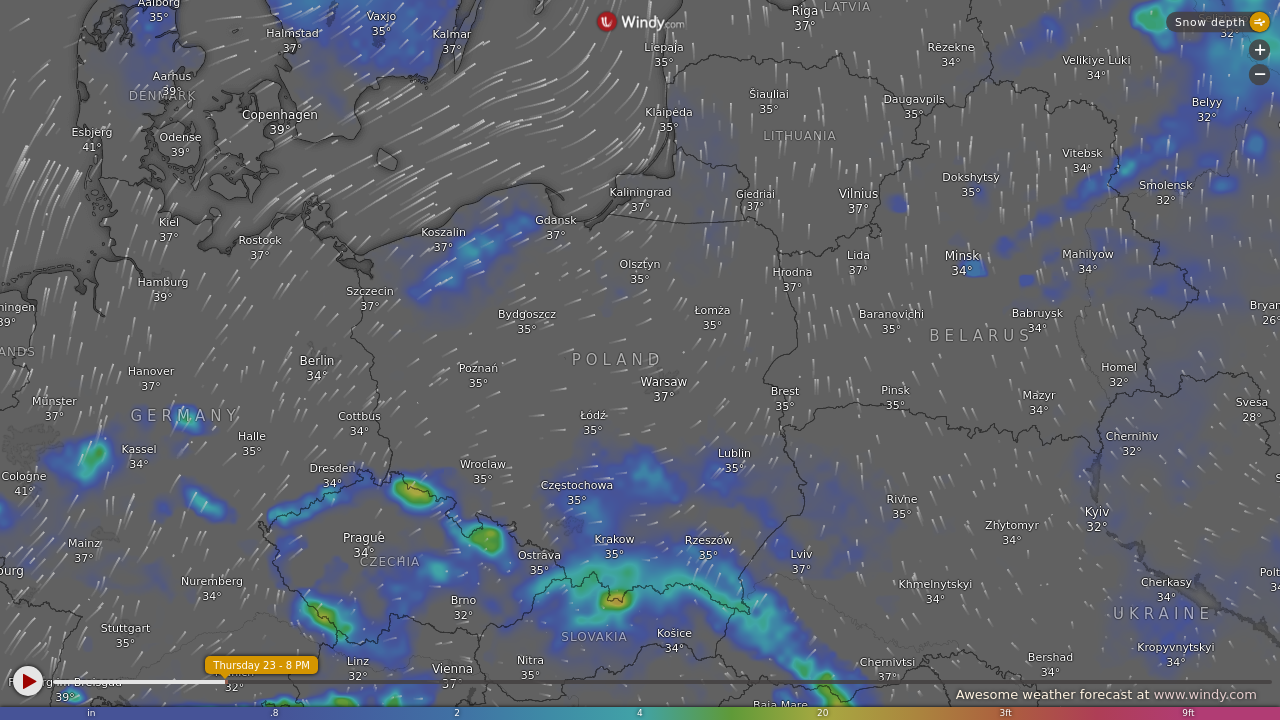 Aalborg
35°
Halmstad
37°
Vaxjo
35°
Kalmar
37°
Windy.com
Liepaja
35°
Riga
37°
LATVIA
Rēzekne
34°
Velikiye Luki
34°
Snow depth
32°
+
−
Aarhus
39°
DENMARK
Copenhagen
39°
Esbjerg
41°
Odense
39°
Klaipėda
35°
Šiauliai
35°
LITHUANIA
Daugavpils
35°
Belyy
32°
Vitebsk
34°
Smolensk
32°
Dokshytsy
35°
Kaliningrad
37°
Giedriai
37°
Vilnius
37°
Kiel
37°
Rostock
37°
Koszalin
37°
Gdansk
37°
Olsztyn
35°
Hrodna
37°
Lida
37°
Minsk
34°
Mahilyow
34°
Hamburg
39°
Szczecin
37°
Bydgoszcz
35°
Łomża
35°
Baranovichi
35°
Babruysk
34°
ningen
39°
26°
BELARUS
ANDS
Hanover
37°
Berlin
34°
Poznań
35°
POLAND
Warsaw
37°
Brest
35°
Pinsk
35°
Mazyr
34°
Homel
32°
Munster
37°
GERMANY
Cottbus
34°
Łódź
35°
Svesa
28°
Halle
35°
Kassel
34°
Chernihiv
32°
Cologne
41°
Dresden
34°
Wroclaw
35°
Częstochowa
35°
Lublin
35°
Rivne
35°
Zhytomyr
34°
Kyiv
32°
Mainz
37°
Prague
34°
CZECHIA
Ostrava
35°
Krakow
35°
Rzeszow
35°
Lviv
37°
burg
Nuremberg
34°
Brno
32°
Khmelnytskyi
34°
Cherkasy
34°
UKRAINE
Stuttgart
35°
SLOVAKIA
Košice
34°
Kropyvnytskyi
34°
Thursday 23 - 8 PM
Linz
32°
Vienna
37°
Nitra
35°
Chernivtsi
37°
Bershad
34°
39°
32°
Baia Mare
Awesome weather forecast at www.windy.com
in .8 2 4 20 3ft 9ft